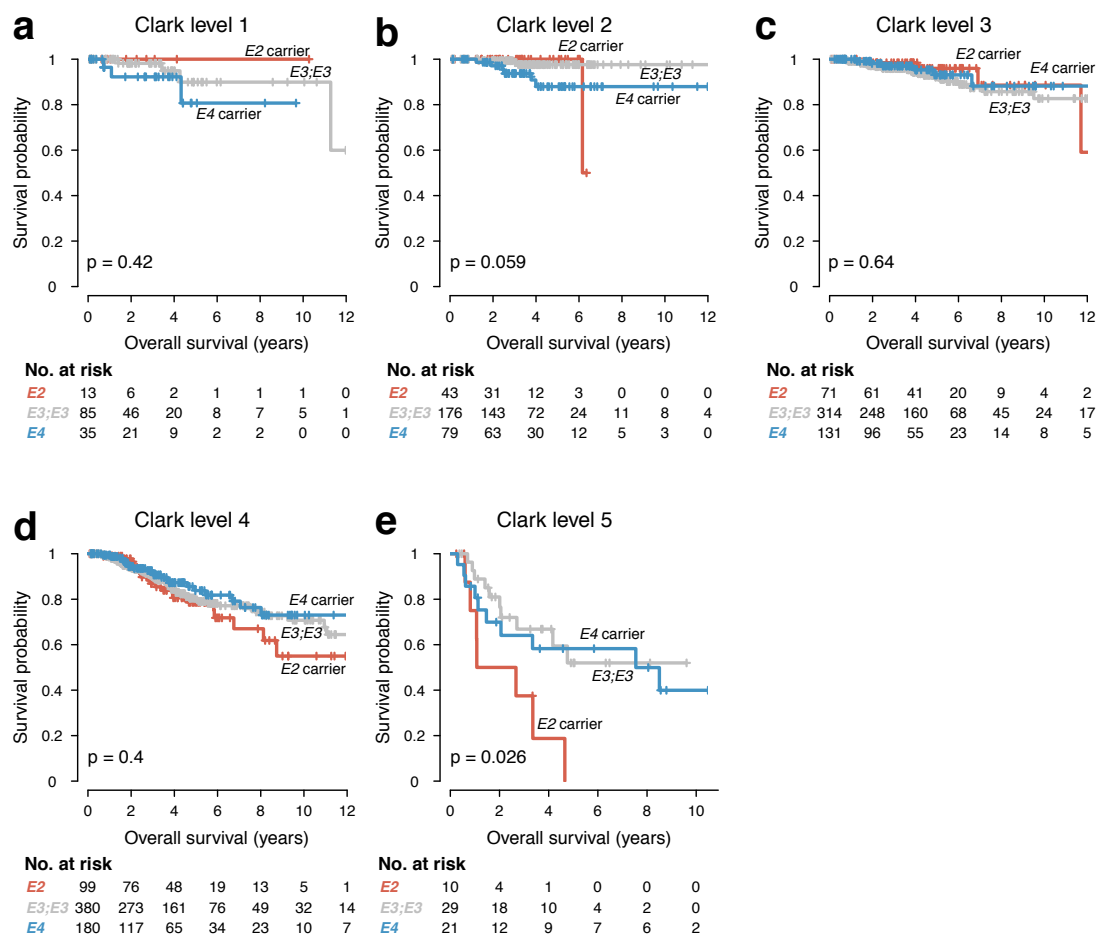 a
Clark level 1
Survival probability
1
0.8
0.6
0.4
0.2
0
E2 carrier
E3;E3
E4 carrier
p = 0.42
0 2 4 6 8 10 12
Overall survival (years)
No. at risk
E2 13 6 2 1 1 1 0
E3;E3 85 46 20 8 7 5 1
E4 35 21 9 2 2 0 0
b
Clark level 2
Survival probability
1
0.8
0.6
0.4
0.2
0
E2 carrier
E3;E3
E4 carrier
p = 0.059
0 2 4 6 8 10 12
Overall survival (years)
No. at risk
E2 43 31 12 3 0 0 0
E3;E3 176 143 72 24 11 8 4
E4 79 63 30 12 5 3 0
c
Clark level 3
Survival probability
1
0.8
0.6
0.4
0.2
0
E2 carrier
E4 carrier
E3;E3
p = 0.64
0 2 4 6 8 10 12
Overall survival (years)
No. at risk
E2 71 61 41 20 9 4 2
E3;E3 314 248 160 68 45 24 17
E4 131 96 55 23 14 8 5
d
Clark level 4
Survival probability
1
0.8
0.6
0.4
0.2
0
E4 carrier
E3;E3
E2 carrier
p = 0.4
0 2 4 6 8 10 12
Overall survival (years)
No. at risk
E2 99 76 48 19 13 5 1
E3;E3 380 273 161 76 49 32 14
E4 180 117 65 34 23 10 7
e
Clark level 5
Survival probability
1
0.8
0.6
0.4
0.2
0
E4 carrier
E3;E3
E2 carrier
p = 0.026
0 2 4 6 8 10
Overall survival (years)
No. at risk
E2 10 4 1 0 0 0
E3;E3 29 18 10 4 2 0
E4 21 12 9 7 6 2